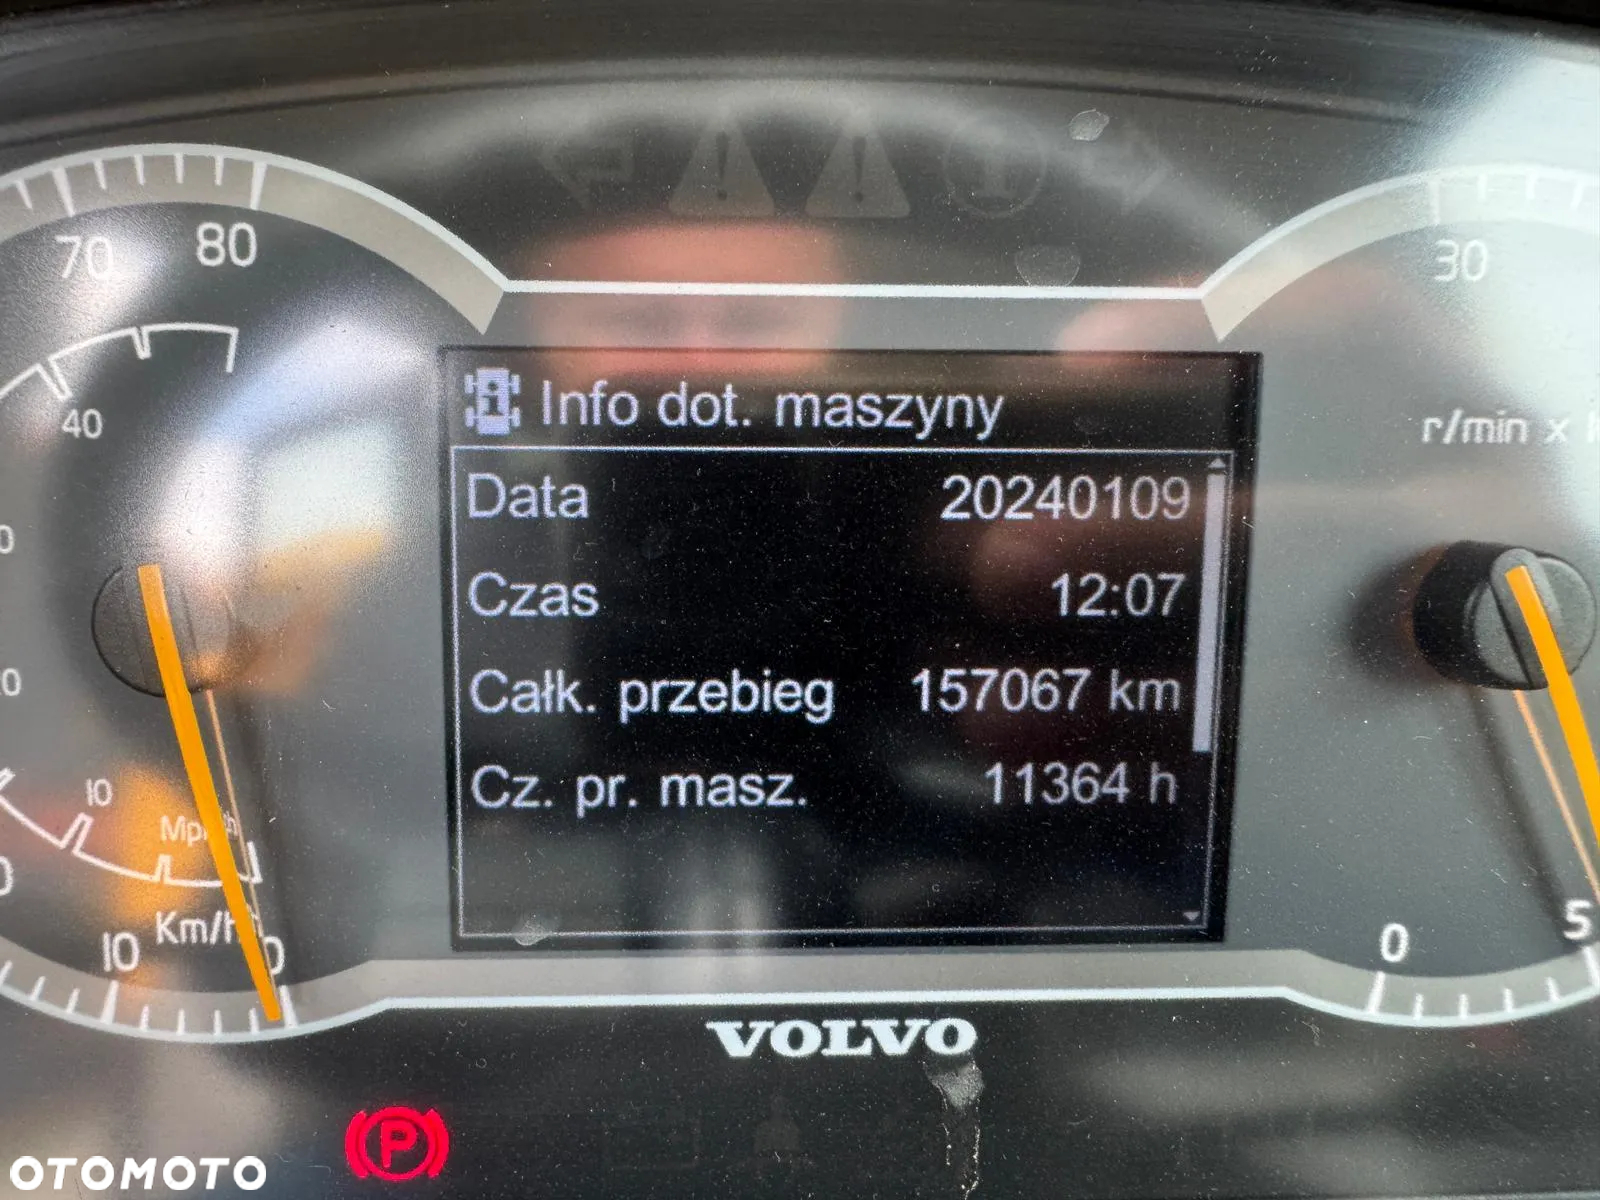 70
80
40
30
r/min x
Info dot. maszyny
Data 20240109
Czas 12:07
Całk. przebieg 157067 km
Cz. pr. masz. 11364 h
10
Km/h
10
0
0
5
VOLVO
P
OTOMOTO